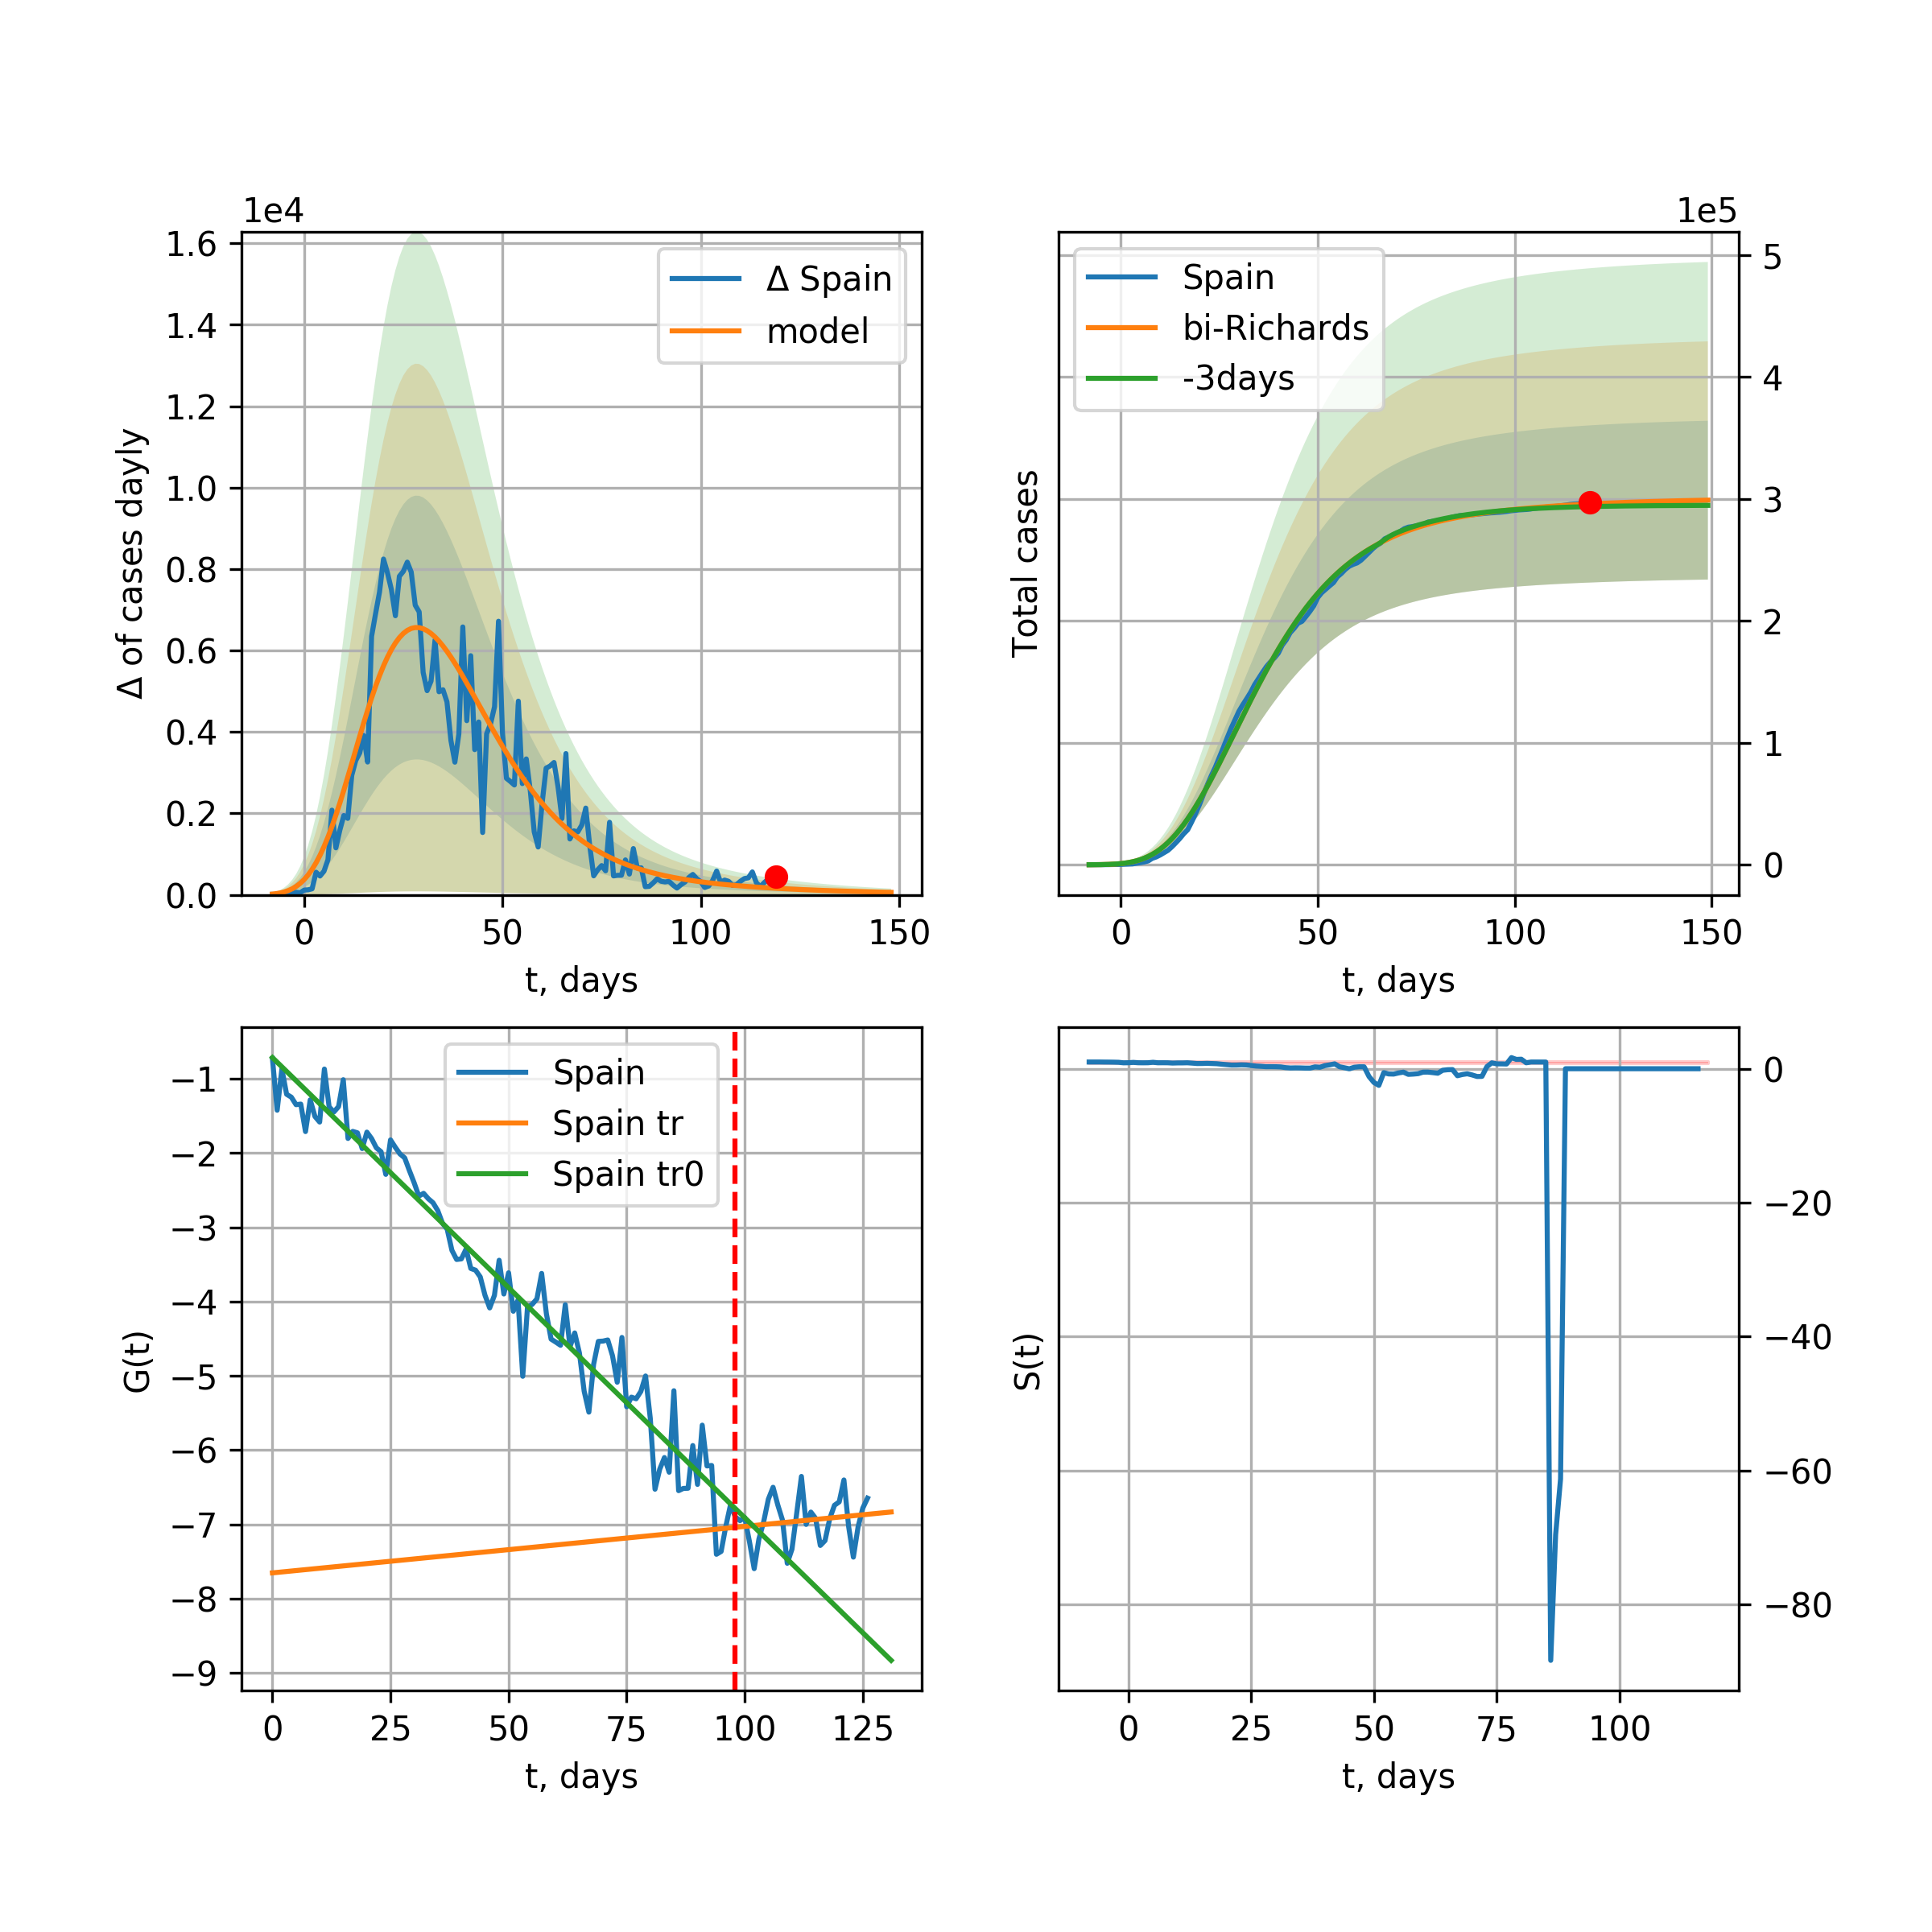 1e4
1.6
1.4
1.2
1.0
0.8
0.6
0.4
0.2
0.0
Δ of cases dayly
Δ Spain
model
0 50 100 150
t, days
1e5
Spain
bi-Richards
-3days
Total cases
5
4
3
2
1
0
0 50 100 150
t, days
−1
−2
−3
−4
−5
−6
−7
−8
−9
G(t)
Spain
Spain tr
Spain tr0
0 25 50 75 100 125
t, days
S(t)
0
−20
−40
−60
−80
0 25 50 75 100
t, days